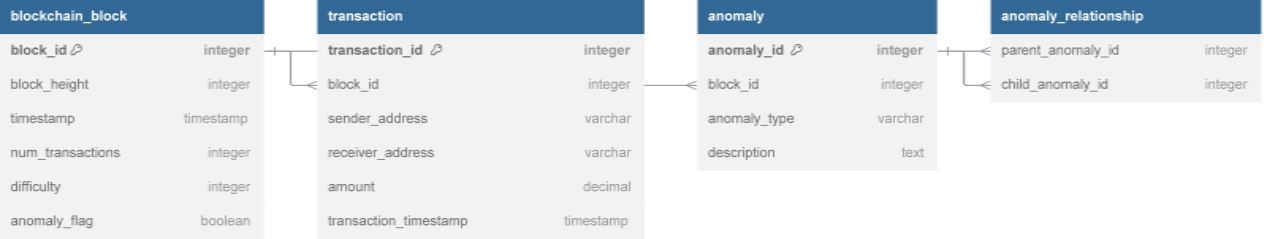 blockchain_block
block_id integer
block_height integer
timestamp timestamp
num_transactions integer
difficulty integer
anomaly_flag boolean
transaction
transaction_id integer
block_id integer
sender_address varchar
receiver_address varchar
amount decimal
transaction_timestamp timestamp
anomaly
anomaly_id integer
block_id integer
anomaly_type varchar
description text
anomaly_relationship
parent_anomaly_id integer
child_anomaly_id integer